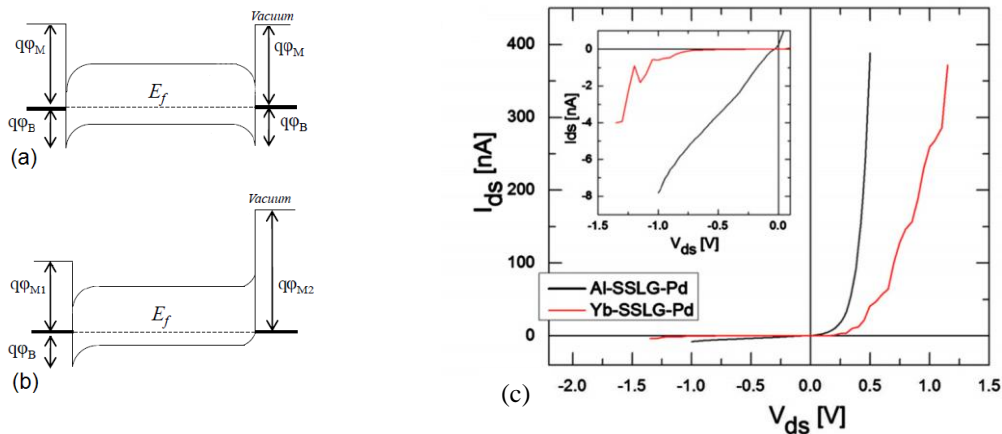 Vacuum
qφM
qφM
Ef
qφB
qφB
(a)
Vacuum
qφM1
qφM2
Ef
qφB
(b)
400
300
200
100
0
Ids [nA]
0
-2
-4
-6
-8
Ids [nA]
-1.5 -1.0 -0.5 0.0
Vds [V]
Al-SSLG-Pd
Yb-SSLG-Pd
-2.0 -1.5 -1.0 -0.5 0.0 0.5 1.0 1.5
Vds [V]
(c)